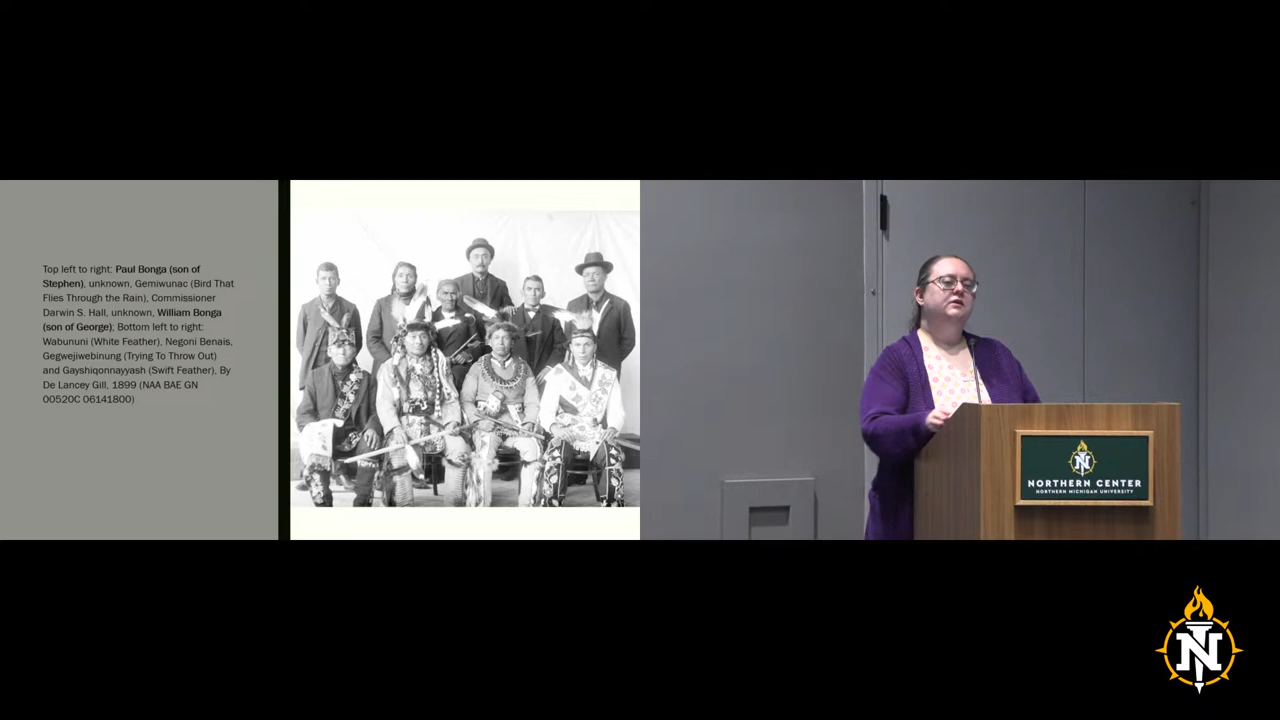 Top left to right: Paul Bonga (son of
Stephen), unknown, Gemiwunac (Bird That
Flies Through the Rain), Commissioner
Darwin S. Hall, unknown, William Bonga
(son of George); Bottom left to right:
Wabununi (White Feather), Negoni Benais,
Gegwejiwebinung (Trying To Throw Out)
and Gayshiqonnayyash (Swift Feather), By
De Lancey Gill, 1899 (NAA BAE GN
00520C 06141800)
N
NORTHERN CENTER
NORTHERN MICHIGAN UNIVERSITY
N